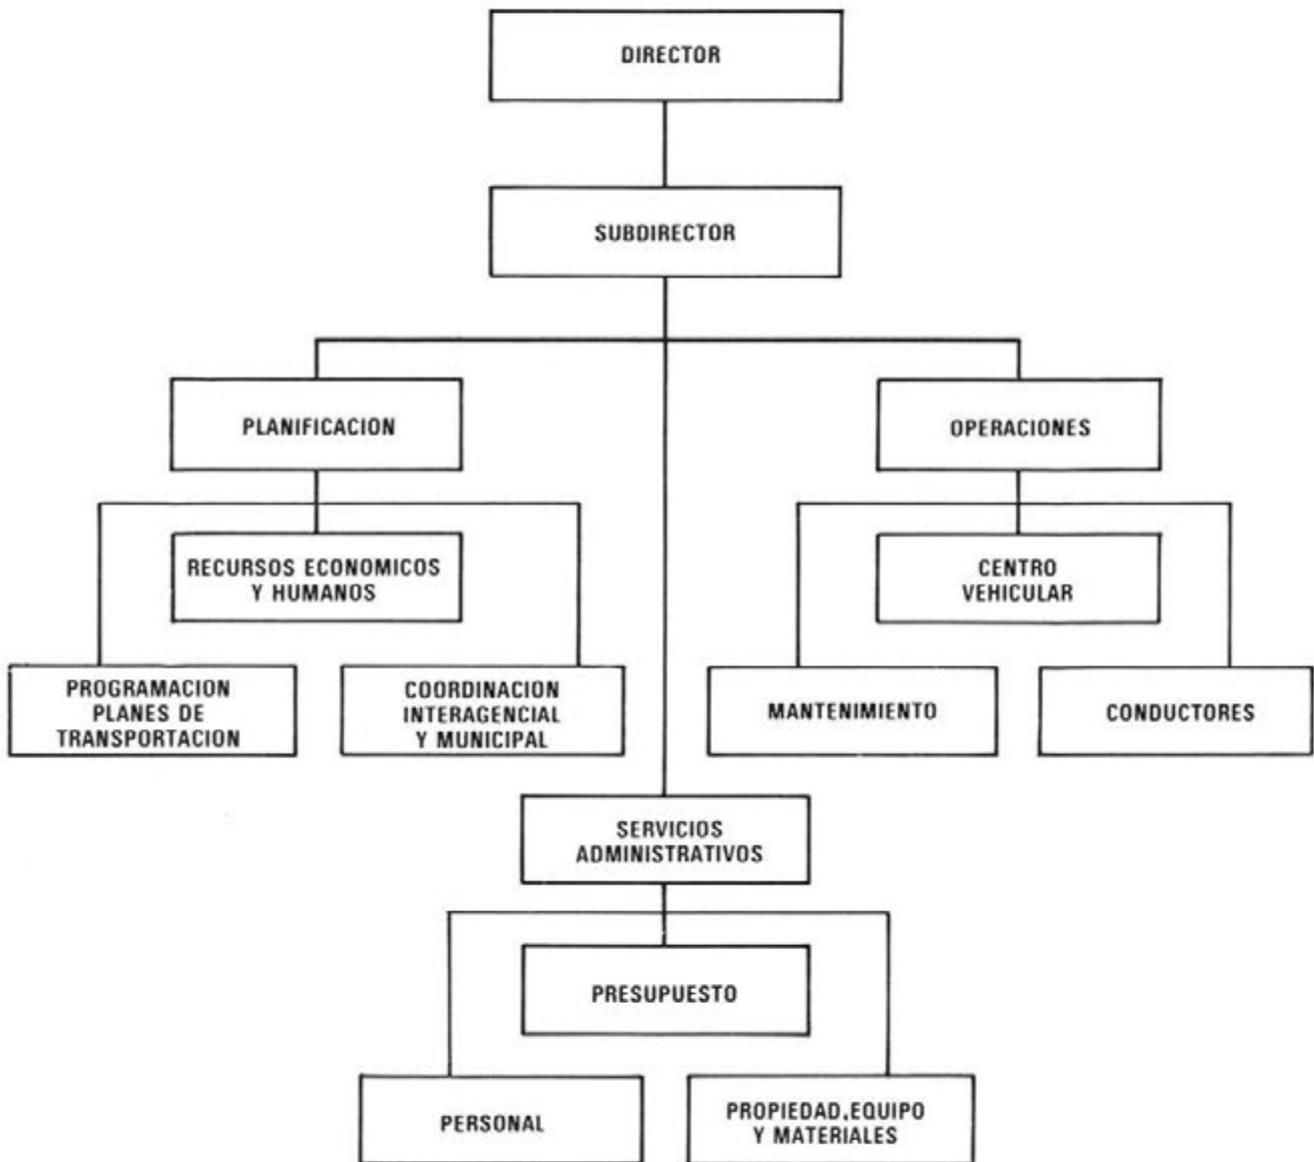 DIRECTOR
SUBDIRECTOR
PLANIFICACION
OPERACIONES
RECURSOS ECONOMICOS
Y HUMANOS
CENTRO
VEHICULAR
PROGRAMACION
PLANES DE
TRANSPORTACION
COORDINACION
INTERAGENCIAL
Y MUNICIPAL
MANTENIMIENTO
CONDUCTORES
SERVICIOS
ADMINISTRATIVOS
PRESUPUESTO
PERSONAL
PROPIEDAD,EQUIPO
Y MATERIALES